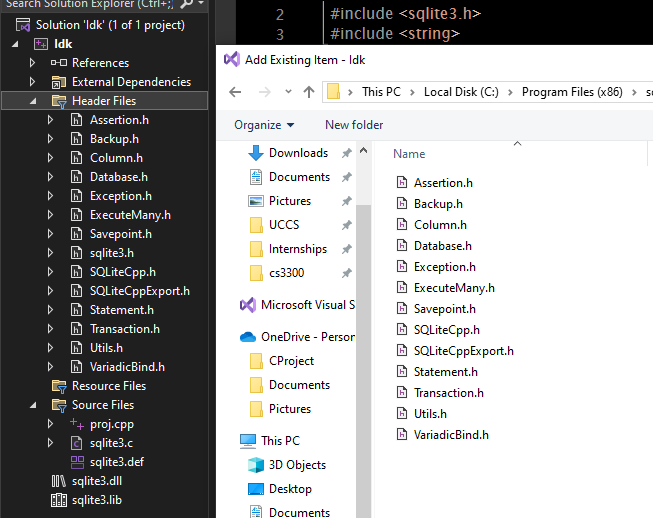 Search Solution Explorer (Ctrl+;)
Solution 'Idk' (1 of 1 project)
Idk
References
External Dependencies
Header Files
Assertion.h
Backup.h
Column.h
Database.h
Exception.h
ExecuteMany.h
Savepoint.h
sqlite3.h
SQLiteCpp.h
SQLiteCppExport.h
Statement.h
Transaction.h
Utils.h
VariadicBind.h
Resource Files
Source Files
proj.cpp
sqlite3.c
sqlite3.def
sqlite3.dll
sqlite3.lib
2 #include <sqlite3.h>
3 #include <string>
Add Existing Item - Idk
This PC > Local Disk (C:) > Program Files (x86) >
Organize New folder
Downloads
Documents
Pictures
UCCS
Internships
cs3300
Microsoft Visual S
OneDrive - Person
CProject
Documents
Pictures
This PC
3D Objects
Desktop
Documents
Name
Assertion.h
Backup.h
Column.h
Database.h
Exception.h
ExecuteMany.h
Savepoint.h
SQLiteCpp.h
SQLiteCppExport.h
Statement.h
Transaction.h
Utils.h
VariadicBind.h